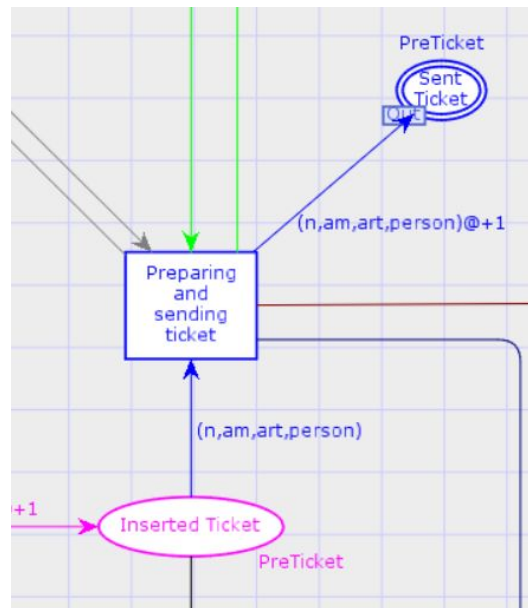 PreTicket
Sent
Ticket
Out
(n,am,art,person)@+1
Preparing
and
sending
ticket
(n,am,art,person)
+1
Inserted Ticket
PreTicket